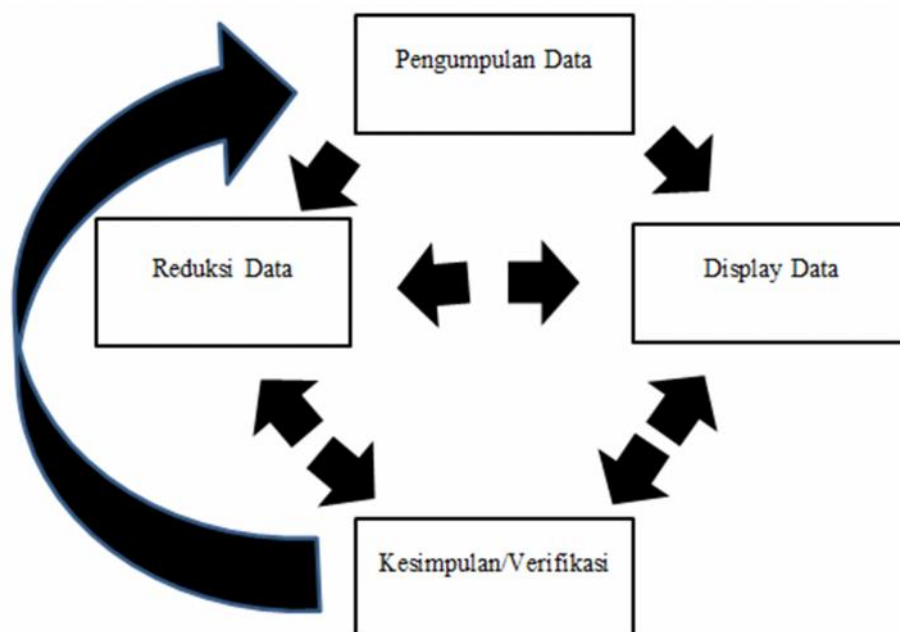 Pengumpulan Data
Reduksi Data
Display Data
Kesimpulan/Verifikasi